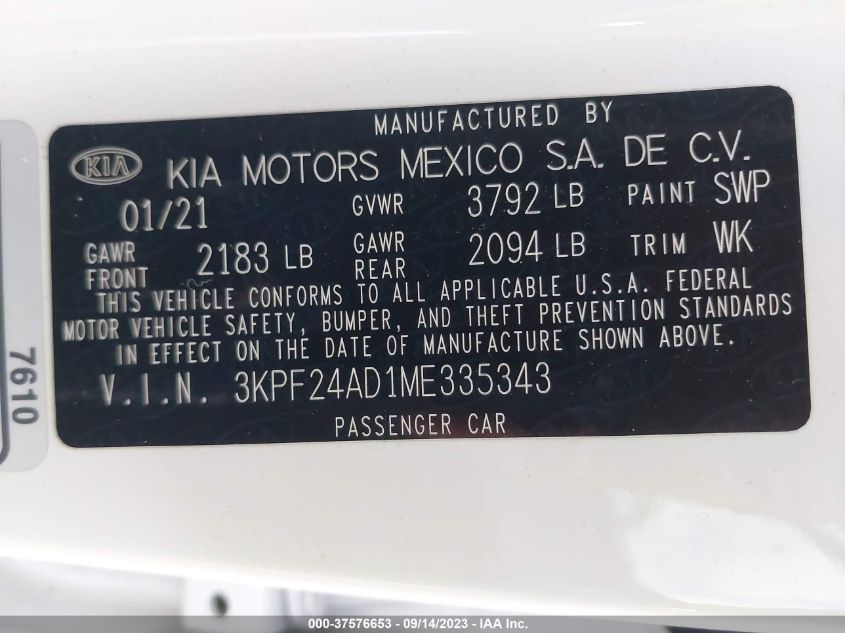 MANUFACTURED BY
KIA KIA MOTORS MEXICO S.A. DE C.V.
01/21 GVWR 3792 LB PAINT SWP
GAWR FRONT 2183 LB GAWR REAR 2094 LB TRIM WK
THIS VEHICLE CONFORMS TO ALL APPLICABLE U.S.A. FEDERAL
MOTOR VEHICLE SAFETY, BUMPER, AND THEFT PREVENTION STANDARDS
IN EFFECT ON THE DATE OF MANUFACTURE SHOWN ABOVE.
V.I.N. 3KPF24AD1ME335343
PASSENGER CAR
7610
000-37576653 - 09/14/2023 - IAA Inc.